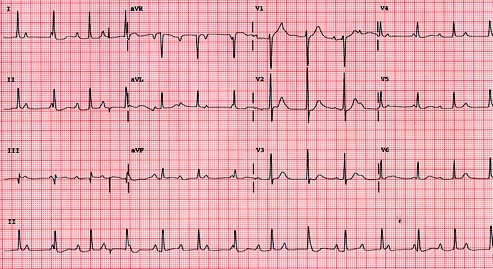 I aVR V1 V4
II aVL V2 V5
III aVF V3 V6
II